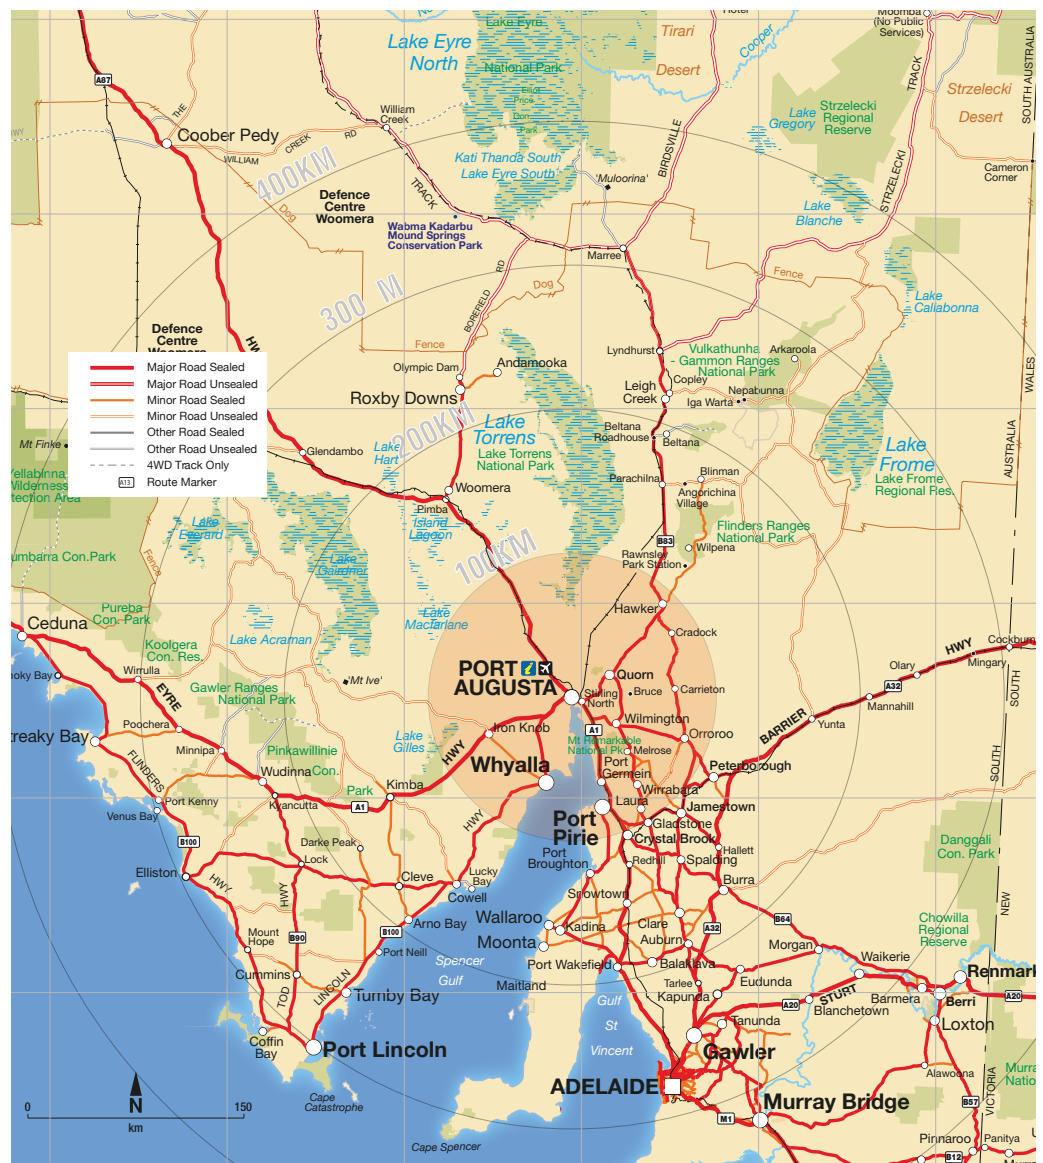 Lake Eyre
Lake Eyre
North
National Park
Elliot
Price
Con.
Park
Tirari
Desert
Cooper
Moomba
(No Public
Services)
TRACK
Strzelecki
Desert
SOUTH AUSTRALIA
A87
THE
Coober Pedy
William
Creek
WILLIAM
CREEK
RD
400KM
Lake
Gregory
Strzelecki
Regional
Reserve
Kati Thanda South
Lake Eyre South
'Muloorina'
BIRDSVILLE
STRZELECKI
Cameron
Corner
Defence
Centre
Woomera
Dog
TRACK
Wabma Kadarbu
Mound Springs
Conservation Park
Lake
Blanche
Marree
RD
BOREFIELD
Dog
Fence
Lake
Callabonna
300
M
Defence
Centre
Woomera
Fence
Major Road Sealed
Major Road Unsealed
Minor Road Sealed
Minor Road Unsealed
Other Road Sealed
Other Road Unsealed
4WD Track Only
A13
Route Marker
Olympic Dam
Andamooka
Roxby Downs
Lyndhurst
Vulkathunha
- Gammon Ranges
National Park
Arkaroola
Copley
Leigh
Creek
Nepabunna
Iga Warta
WALES
Mt Finke
Glendambo
Lake
Hart
200KM
Lake
Torrens
Lake Torrens
National Park
Beltana
Roadhouse
Beltana
Lake
Frome
Lake Frome
Regional Res.
AUSTRALIA
Yellabinna
Wilderness
Woomera
Pimba
Island
Lagoon
Parachilna
Blinman
Angorichina
Village
Flinders Ranges
National Park
B83
Wilpena
Rawnsley
Park Station
Lake
Everard
Lake
Gairdner
100KM
Fence
Pureba
Con. Park
Ceduna
Koolgera
Con. Res.
Lake Acraman
Lake
Macfarlane
Hawker
Cradock
Wirrulla
'Mt Ive'
PORT
AUGUSTA
Quorn
Stirling
North
Bruce
Carrieton
Olary
HWY
Mingary
Cockburn
A32
Mannahill
SOUTH
EYRE
Gawler Ranges
National Park
Poochera
Minnipa
Pinkawillinie
Con.
Park
Lake
Gilles
HWY
Iron Knob
A1
Wilmington
Mt Remarkable
National Pk
Melrose
Orroroo
BARRIER
Yunta
FLINDERS
Wudinna
Kyancutta
A1
Kimba
Whyalla
Port
Germein
Peterborough
Wirrabara
SOUTH
Port Kenny
Venus Bay
HWY
Port
Pirie
Laura
Jamestown
Gladstone
Crystal Brook
B100
Darke Peak
Lock
Port
Broughton
Redhill
Spalding
Hallett
Danggali
Con. Park
Elliston
HWY
HWY
Cleve
Lucky
Bay
Cowell
Snowtown
Burra
NEW
Arno Bay
B100
Port Neill
Wallaroo
Kadina
Moonta
Clare
Auburn
A32
B64
Chowilla
Regional
Reserve
Mount
Hope
B90
Spencer
Gulf
Port Wakefield
Balaklava
Morgan
Waikerie
Renmark
Cummins
TOD
LINCOLN
Tumby Bay
Maitland
Tarlee
Kapunda
Eudunda
A20
STURT
Blanchetown
Barmera
Berri
A20
Loxton
Gulf
St
Vincent
Tanunda
Coffin
Bay
Port Lincoln
Gawler
ADELAIDE
Alawoona
VICTORIA
N
0
150
km
Cape
Catastrophe
Cape Spencer
Murray Bridge
M1
B57
Pinnaroo
Panitya
B12